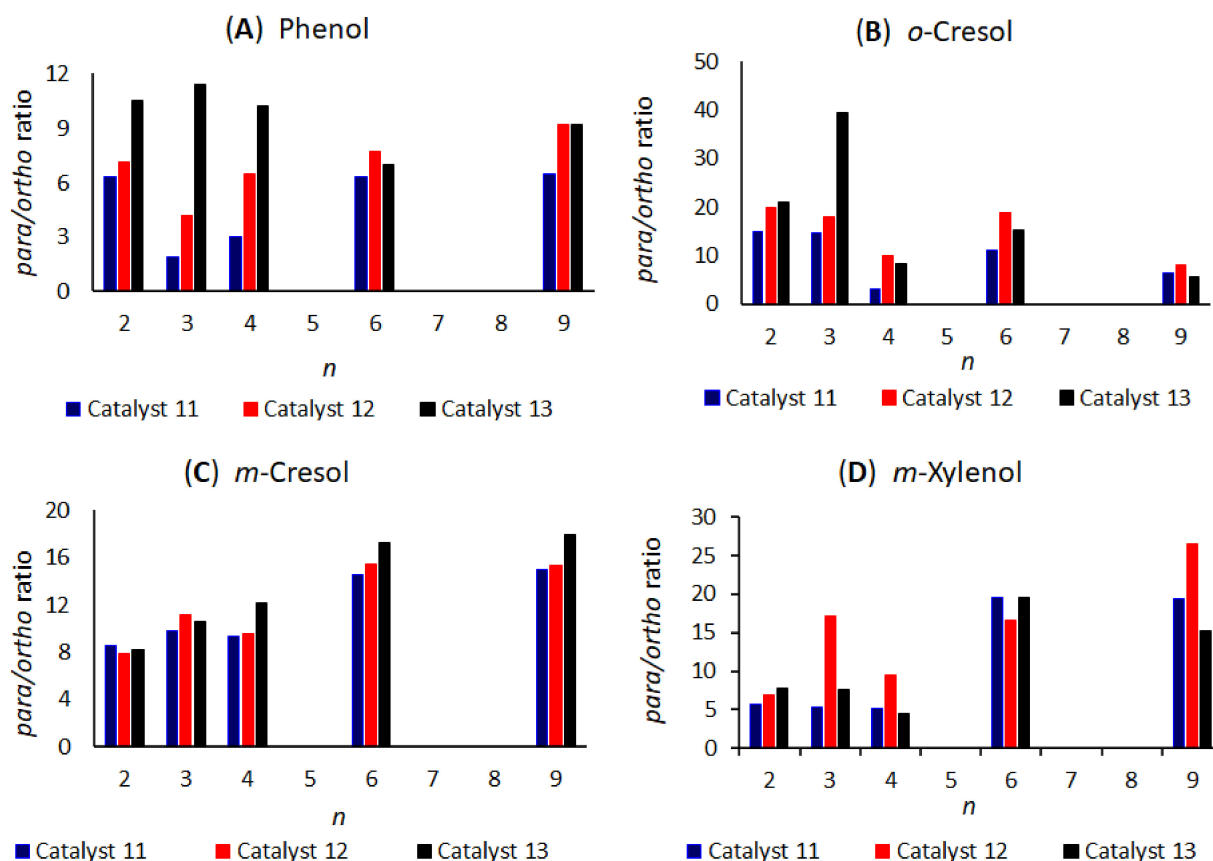 (A) Phenol
para/ortho ratio
12
9
6
3
0
2 3 4 5 6 7 8 9
n
Catalyst 11 Catalyst 12 Catalyst 13
(B) o-Cresol
para/ortho ratio
50
40
30
20
10
0
2 3 4 5 6 7 8 9
n
Catalyst 11 Catalyst 12 Catalyst 13
(C) m-Cresol
para/ortho ratio
20
16
12
8
4
0
2 3 4 5 6 7 8 9
n
Catalyst 11 Catalyst 12 Catalyst 13
(D) m-Xylenol
para/ortho ratio
30
25
20
15
10
5
0
2 3 4 5 6 7 8 9
n
Catalyst 11 Catalyst 12 Catalyst 13